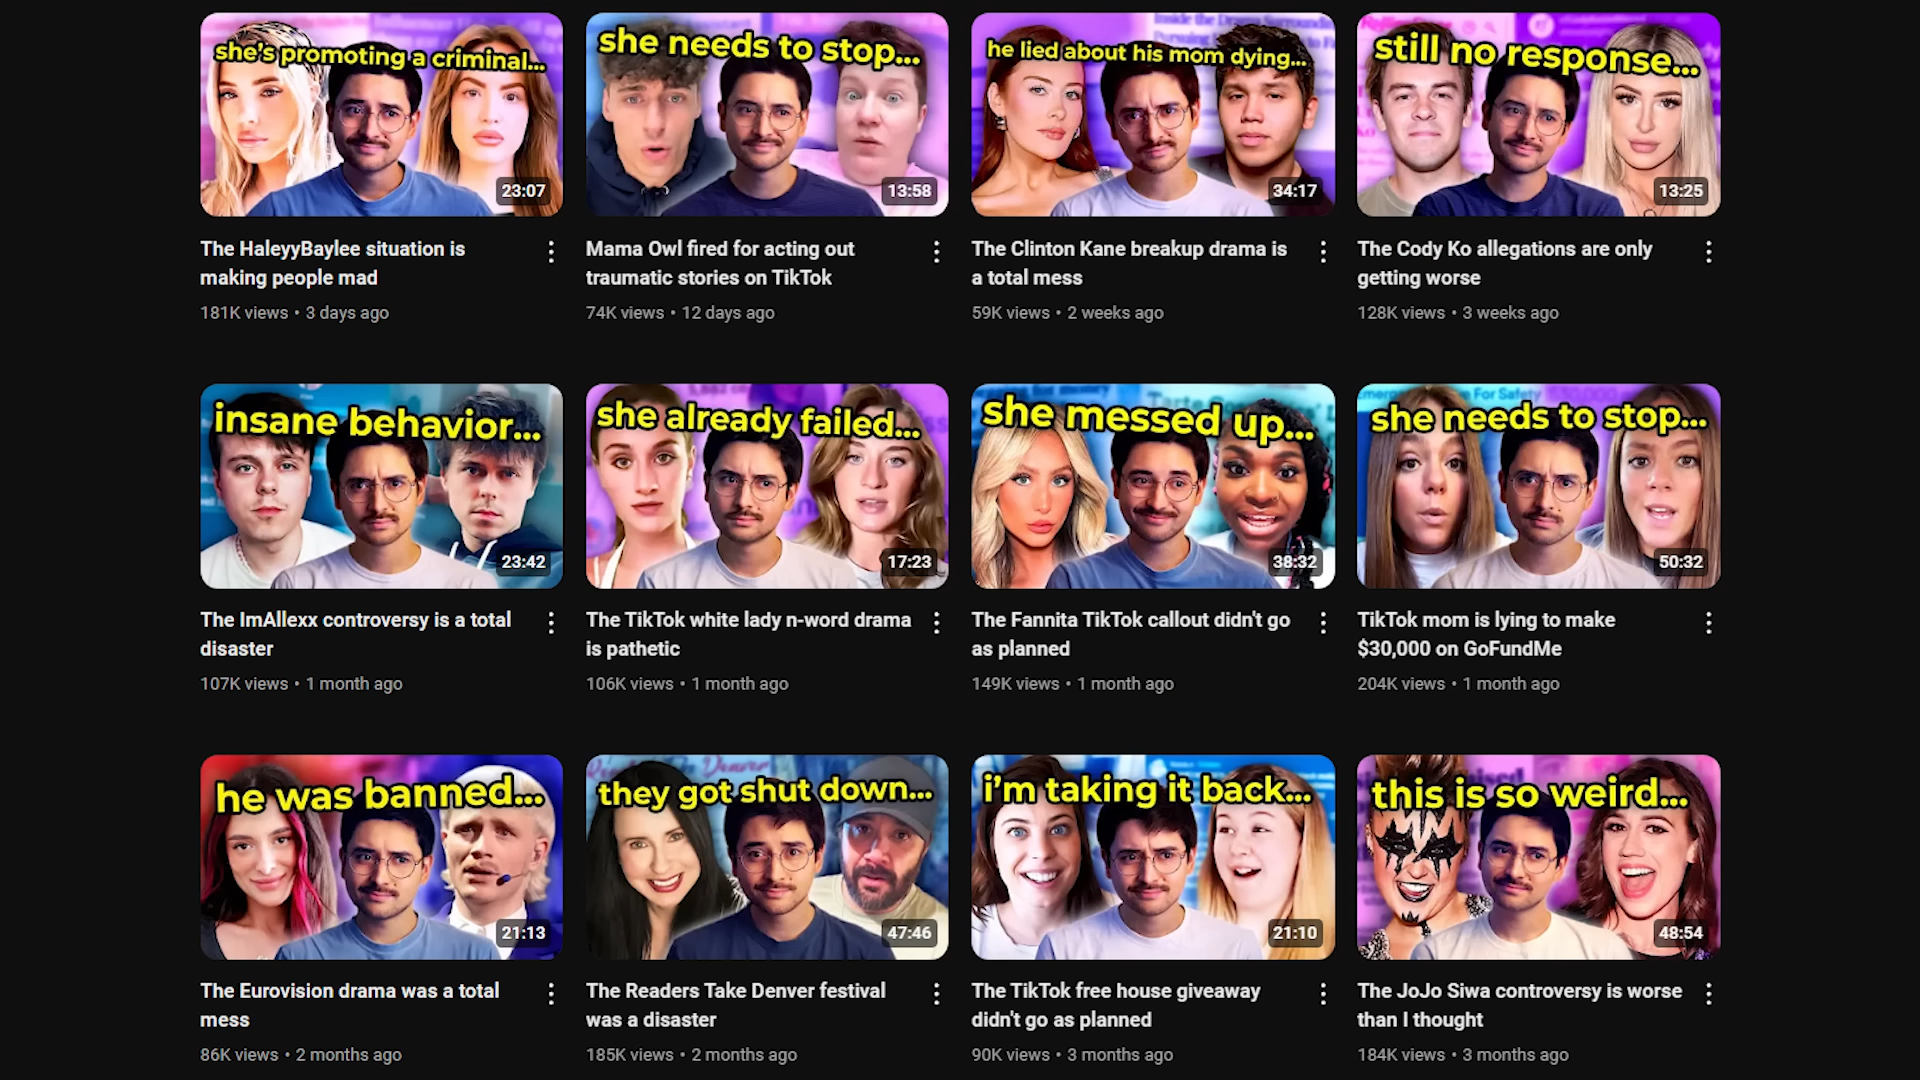 she's promoting a criminal...
23:07
she needs to stop...
13:58
he lied about his mom dying...
34:17
still no response...
13:25
The HaleyyBaylee situation is
making people mad
181K views • 3 days ago
Mama Owl fired for acting out
traumatic stories on TikTok
74K views • 12 days ago
The Clinton Kane breakup drama is
a total mess
59K views • 2 weeks ago
The Cody Ko allegations are only
getting worse
128K views • 3 weeks ago
insane behavior...
23:42
she already failed...
17:23
she messed up...
38:32
she needs to stop...
50:32
The ImAllexx controversy is a total
disaster
107K views • 1 month ago
The TikTok white lady n-word drama
is pathetic
106K views • 1 month ago
The Fannita TikTok callout didn't go
as planned
149K views • 1 month ago
TikTok mom is lying to make
$30,000 on GoFundMe
204K views • 1 month ago
he was banned...
21:13
they got shut down...
47:46
i'm taking it back...
21:10
this is so weird...
48:54
The Eurovision drama was a total
mess
86K views • 2 months ago
The Readers Take Denver festival
was a disaster
185K views • 2 months ago
The TikTok free house giveaway
didn't go as planned
90K views • 3 months ago
The JoJo Siwa controversy is worse
than I thought
184K views • 3 months ago